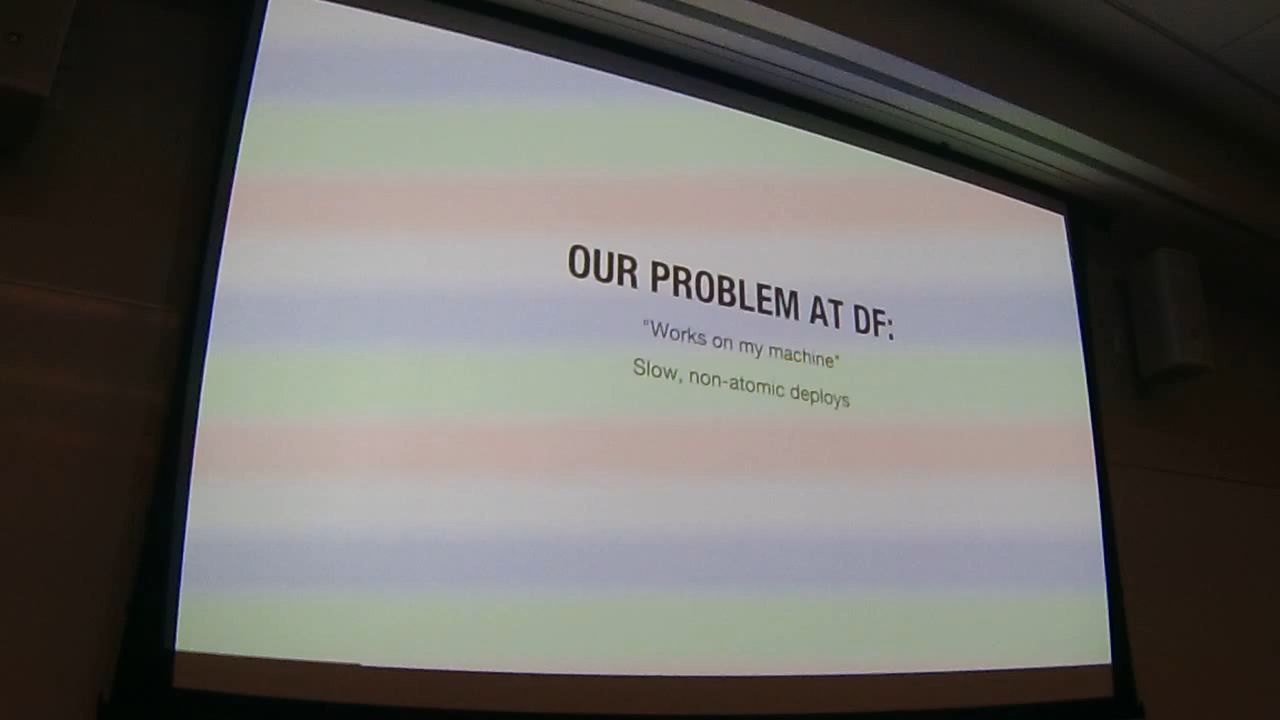 OUR PROBLEM AT DF:
"Works on my machine"
Slow, non-atomic deploys